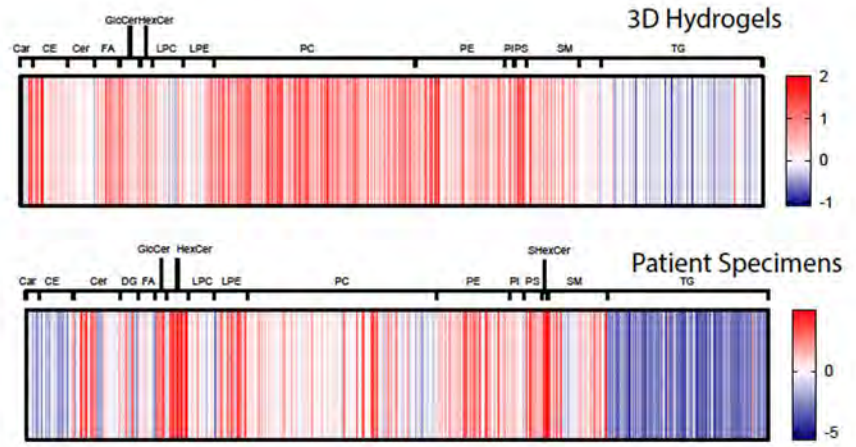 3D Hydrogels
GlcCer HexCer
Car CE Cer FA LPC LPE PC PE PI PS SM TG
2
1
0
-1
Patient Specimens
GlcCer HexCer SHexCer
Car CE Cer DG FA LPC LPE PC PE PI PS SM TG
0
-5